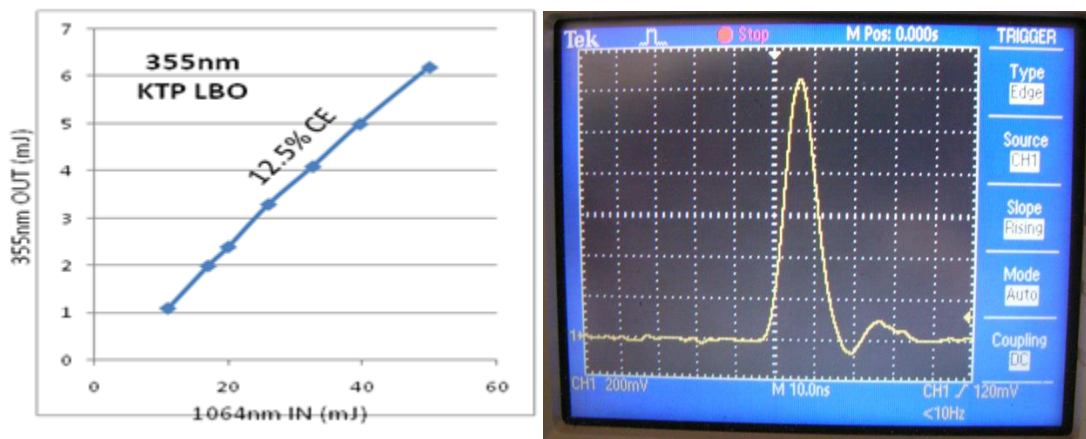 7
6
5
4
3
2
1
0
355nm
KTP LBO
12.5% CE
355nm OUT (mJ)
0 20 40 60
1064nm IN (mJ)
Tek Stop M Pos: 0.000s TRIGGER
Type
Edge
Source
CH1
Slope
Rising
Mode
Auto
Coupling
DC
1
CH1 200mV M 10.0ns CH1 120mV
<10Hz